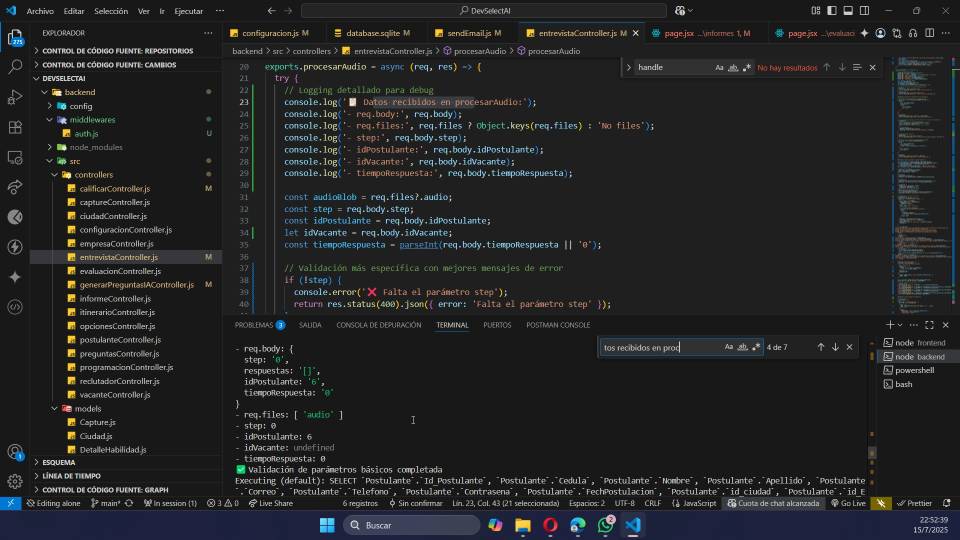 Archivo Editar Selección Ver Ir Ejecutar ···
DevSelectAI
EXPLORADOR ···
CONTROL DE CÓDIGO FUENTE: REPOSITORIOS
CONTROL DE CÓDIGO FUENTE: CAMBIOS
DEVSELECTAI
backend
config
middlewares
auth.js U
node_modules
src
controllers
calificarController.js M
captureController.js
ciudadController.js
configuracionController.js
empresaController.js
entrevistaController.js M
evaluacionController.js
generarPreguntasIAController.js M
informeController.js
itinerarioController.js
opcionesController.js
postulanteController.js
preguntasController.js
programacionController.js
reclutadorController.js
vacanteController.js
models
Capture.js
Ciudad.js
DetalleHabilidad.js
ESQUEMA
LÍNEA DE TIEMPO
CONTROL DE CÓDIGO FUENTE: GRAPH
275
1
configuracion.js database.sqlite sendEmail.js entrevistaController.js M page.jsx ...\informes 1, M page.jsx ...\evaluaci
backend > src > controllers > entrevistaController.js > procesarAudio > procesarAudio
handle Aa ab No hay resultados
20 exports.procesarAudio = async (req, res) => {
21 try {
22 // Logging detallado para debug
23 console.log('📋 Datos recibidos en procesarAudio:');
24 console.log('- req.body:', req.body);
25 console.log('- req.files:', req.files ? Object.keys(req.files) : 'No files');
26 console.log('- step:', req.body.step);
27 console.log('- idPostulante:', req.body.idPostulante);
28 console.log('- idVacante:', req.body.idVacante);
29 console.log('- tiempoRespuesta:', req.body.tiempoRespuesta);
30
31 const audioBlob = req.files?.audio;
32 const step = req.body.step;
33 const idPostulante = req.body.idPostulante;
34 let idVacante = req.body.idVacante;
35 const tiempoRespuesta = parseInt(req.body.tiempoRespuesta || '0');
36
37 // Validación más específica con mejores mensajes de error
38 if (!step) {
39 console.error('❌ Falta el parámetro step');
40 return res.status(400).json({ error: 'Falta el parámetro step' });
PROBLEMAS 3 SALIDA CONSOLA DE DEPURACIÓN TERMINAL PUERTOS POSTMAN CONSOLE
tos recibidos en proc Aa ab 4 de 7
node frontend
node backend
powershell
bash
- req.body: {
step: '0',
respuestas: '[]',
idPostulante: '6',
tiempoRespuesta: '0'
}
- req.files: [ 'audio' ]
- step: 0
- idPostulante: 6
- idVacante: undefined
- tiempoRespuesta: 0
✅ Validación de parámetros básicos completada
Executing (default): SELECT `Postulante`.`Id_Postulante`, `Postulante`.`Cedula`, `Postulante`.`Nombre`, `Postulante`.`Apellido`, `Postulante
`.`Correo`, `Postulante`.`Telefono`, `Postulante`.`Contrasena`, `Postulante`.`FechPostulacion`, `Postulante`.`id_ciudad`, `Postulante`.`id_E
Editing alone main* In session (1) 3 0 Live Share 6 registros Sin confirmar Lín. 23, Col. 43 (21 seleccionada) Espacios: 2 UTF-8 CRLF JavaScript Cuota de chat alcanzada Go Live Prettier
Buscar
2
22:52:39
15/7/2025